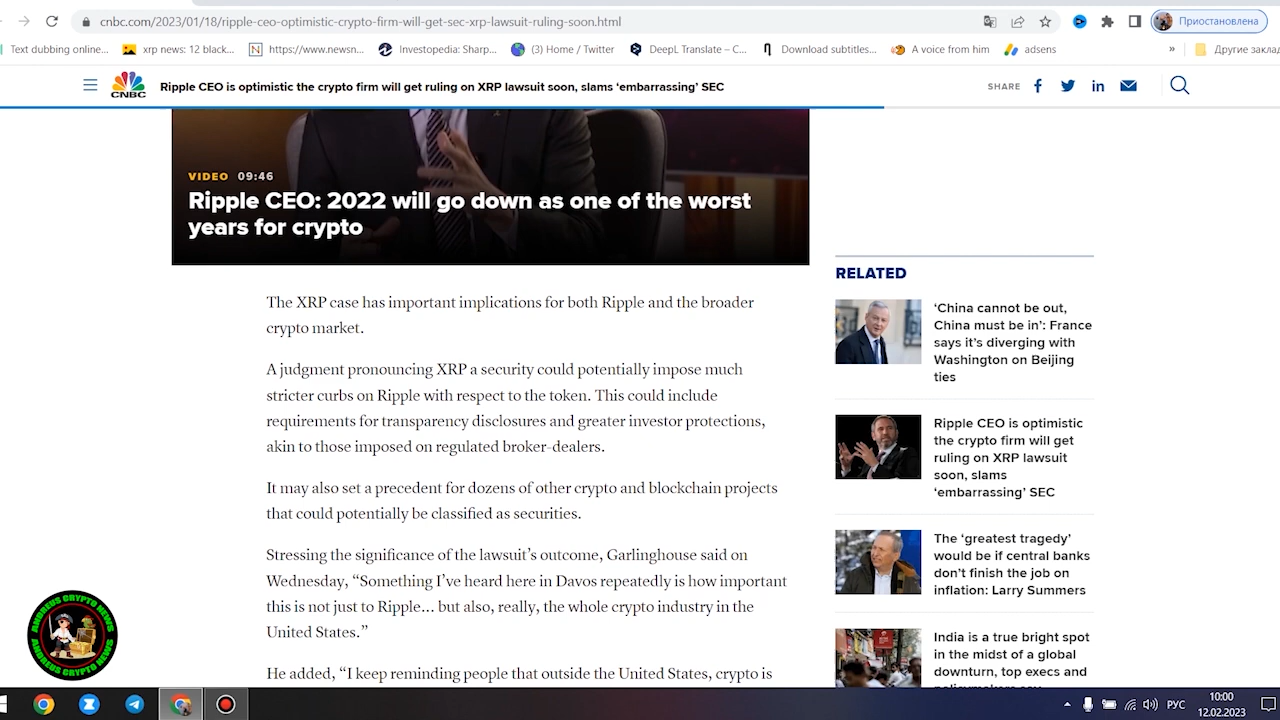 cnbc.com/2023/01/18/ripple-ceo-optimistic-crypto-firm-will-get-sec-xrp-lawsuit-ruling-soon.html
Приостановлена
Text dubbing online...
xrp news: 12 black...
https://www.newsn...
Investopedia: Sharp...
(3) Home / Twitter
DeepL Translate – C...
Download subtitles...
A voice from him
adsens
»
Другие закла
CNBC
Ripple CEO is optimistic the crypto firm will get ruling on XRP lawsuit soon, slams ‘embarrassing’ SEC
SHARE
VIDEO 09:46
Ripple CEO: 2022 will go down as one of the worst
years for crypto
The XRP case has important implications for both Ripple and the broader
crypto market.
A judgment pronouncing XRP a security could potentially impose much
stricter curbs on Ripple with respect to the token. This could include
requirements for transparency disclosures and greater investor protections,
akin to those imposed on regulated broker-dealers.
It may also set a precedent for dozens of other crypto and blockchain projects
that could potentially be classified as securities.
Stressing the significance of the lawsuit’s outcome, Garlinghouse said on
Wednesday, “Something I’ve heard here in Davos repeatedly is how important
this is not just to Ripple… but also, really, the whole crypto industry in the
United States.”
He added, “I keep reminding people that outside the United States, crypto is
RELATED
‘China cannot be out,
China must be in’: France
says it’s diverging with
Washington on Beijing
ties
Ripple CEO is optimistic
the crypto firm will get
ruling on XRP lawsuit
soon, slams
‘embarrassing’ SEC
The ‘greatest tragedy’
would be if central banks
don’t finish the job on
inflation: Larry Summers
India is a true bright spot
in the midst of a global
downturn, top execs and
ANDREUS CRYPTO NEWS
ANDREUS CRYPTO NEWS
РУС
10:00
12.02.2023